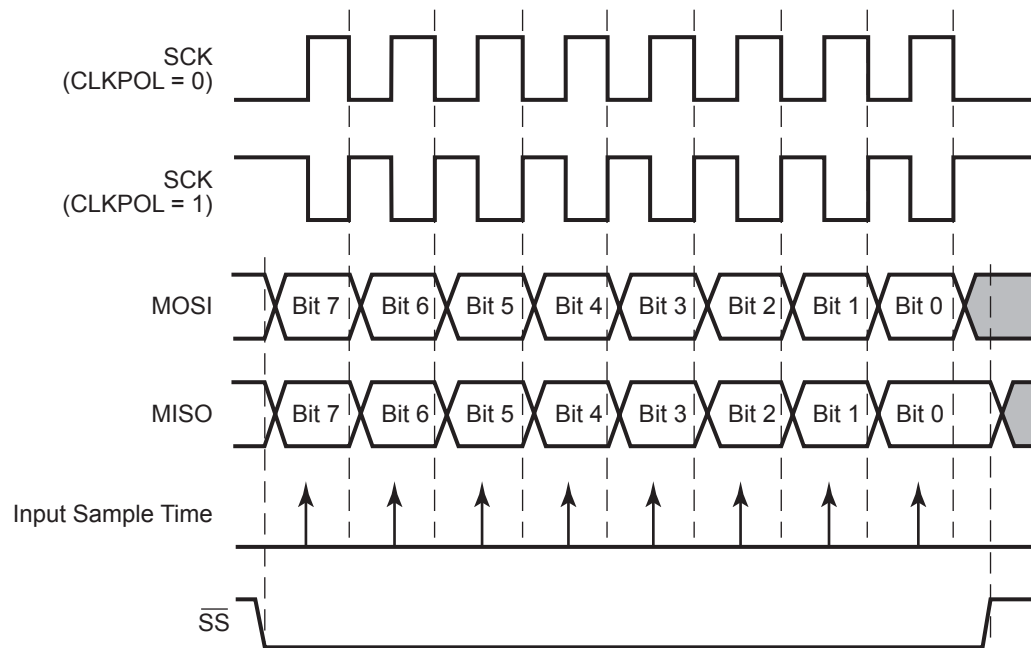 SCK
(CLKPOL = 0)
SCK
(CLKPOL = 1)
MOSI
Bit 7 Bit 6 Bit 5 Bit 4 Bit 3 Bit 2 Bit 1 Bit 0
MISO
Bit 7 Bit 6 Bit 5 Bit 4 Bit 3 Bit 2 Bit 1 Bit 0
Input Sample Time
S̅S̅